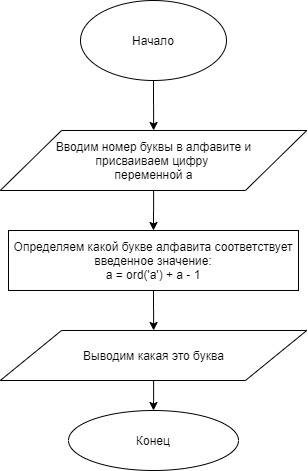 Начало
Вводим номер буквы в алфавите и
присваиваем цифру
переменной а
Определяем какой букве алфавита соответствует
введенное значение:
a = ord('a') + a - 1
Выводим какая это буква
Конец